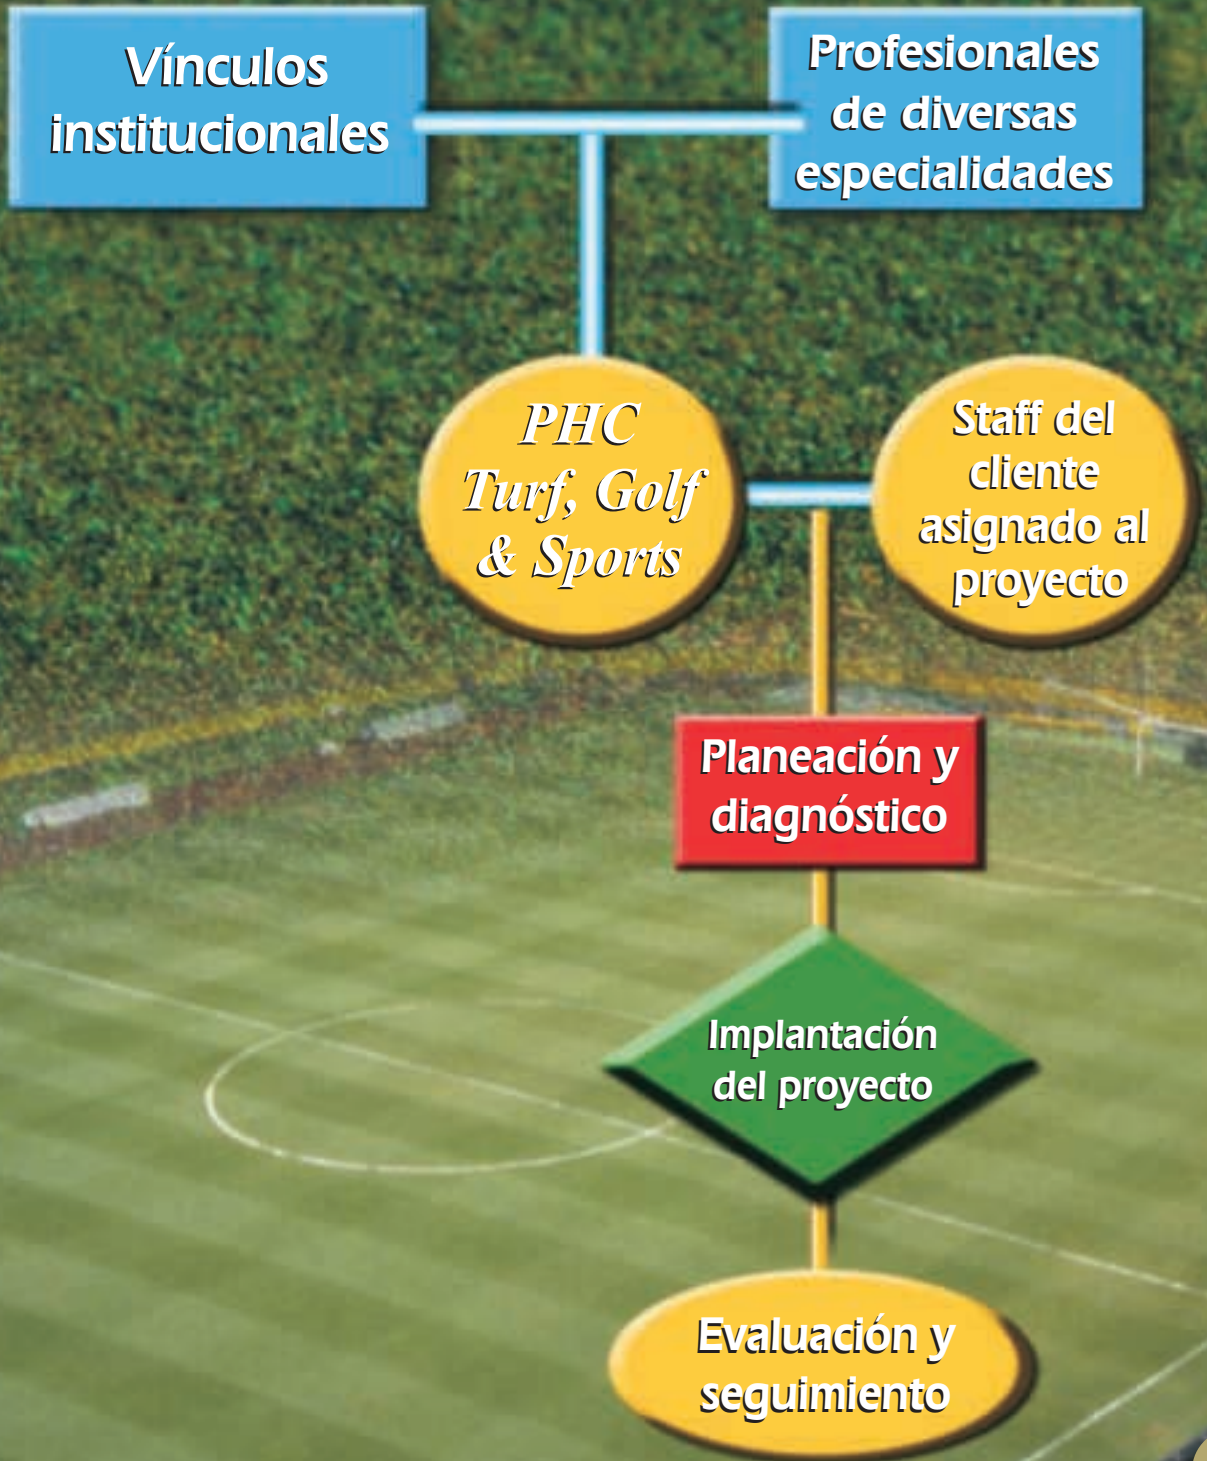 Vínculos
institucionales
Profesionales
de diversas
especialidades
PHC
Turf, Golf
& Sports
Staff del
cliente
asignado al
proyecto
Planeación y
diagnóstico
Implantación
del proyecto
Evaluación y
seguimiento